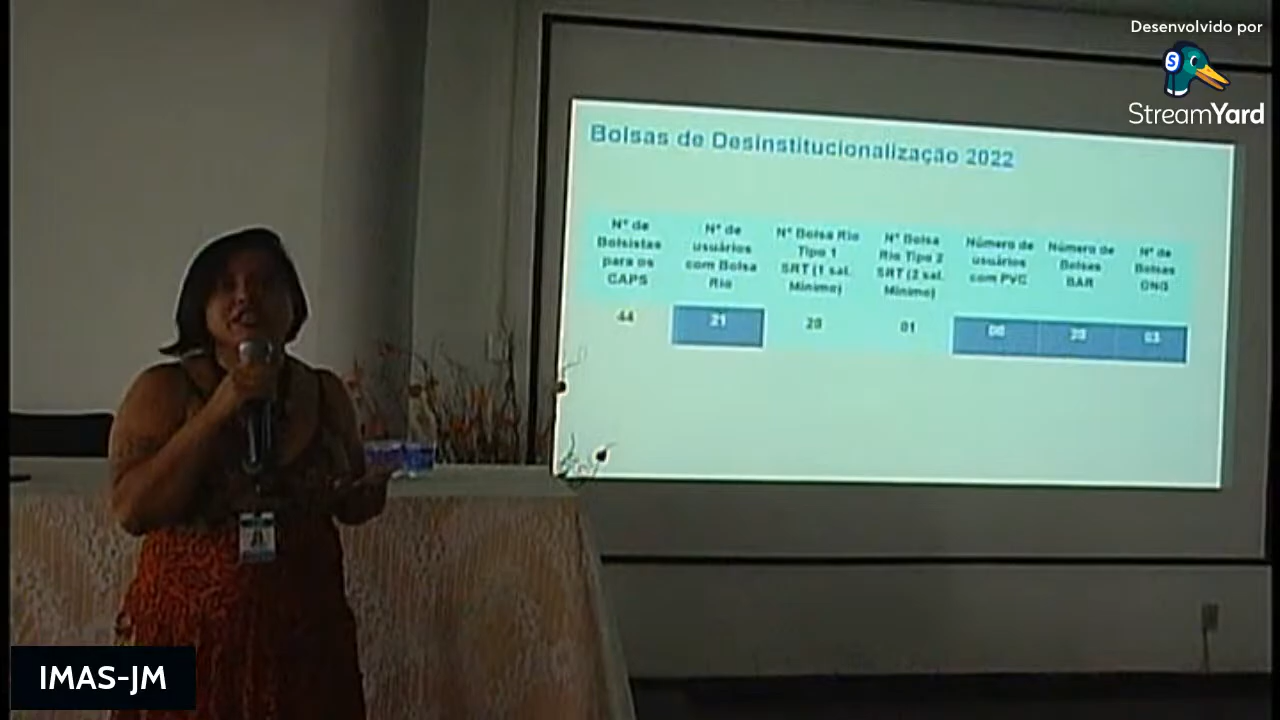 Desenvolvido por
StreamYard
Bolsas de Desinstitucionalização 2022
Nº de
Bolsistas
para os
CAPS
Nº de
usuários
com Bolsa
Rio
Nº Bolsa Rio
Tipo 1
SRT (1 sal.
Mínimo)
Nº Bolsa
Rio Tipo 2
SRT (2 sal.
Mínimo)
Número de
usuários
com PVC
Número de
Bolsas
BAR
Nº de
Bolsas
ONG
44
21
20
01
03
IMAS-JM